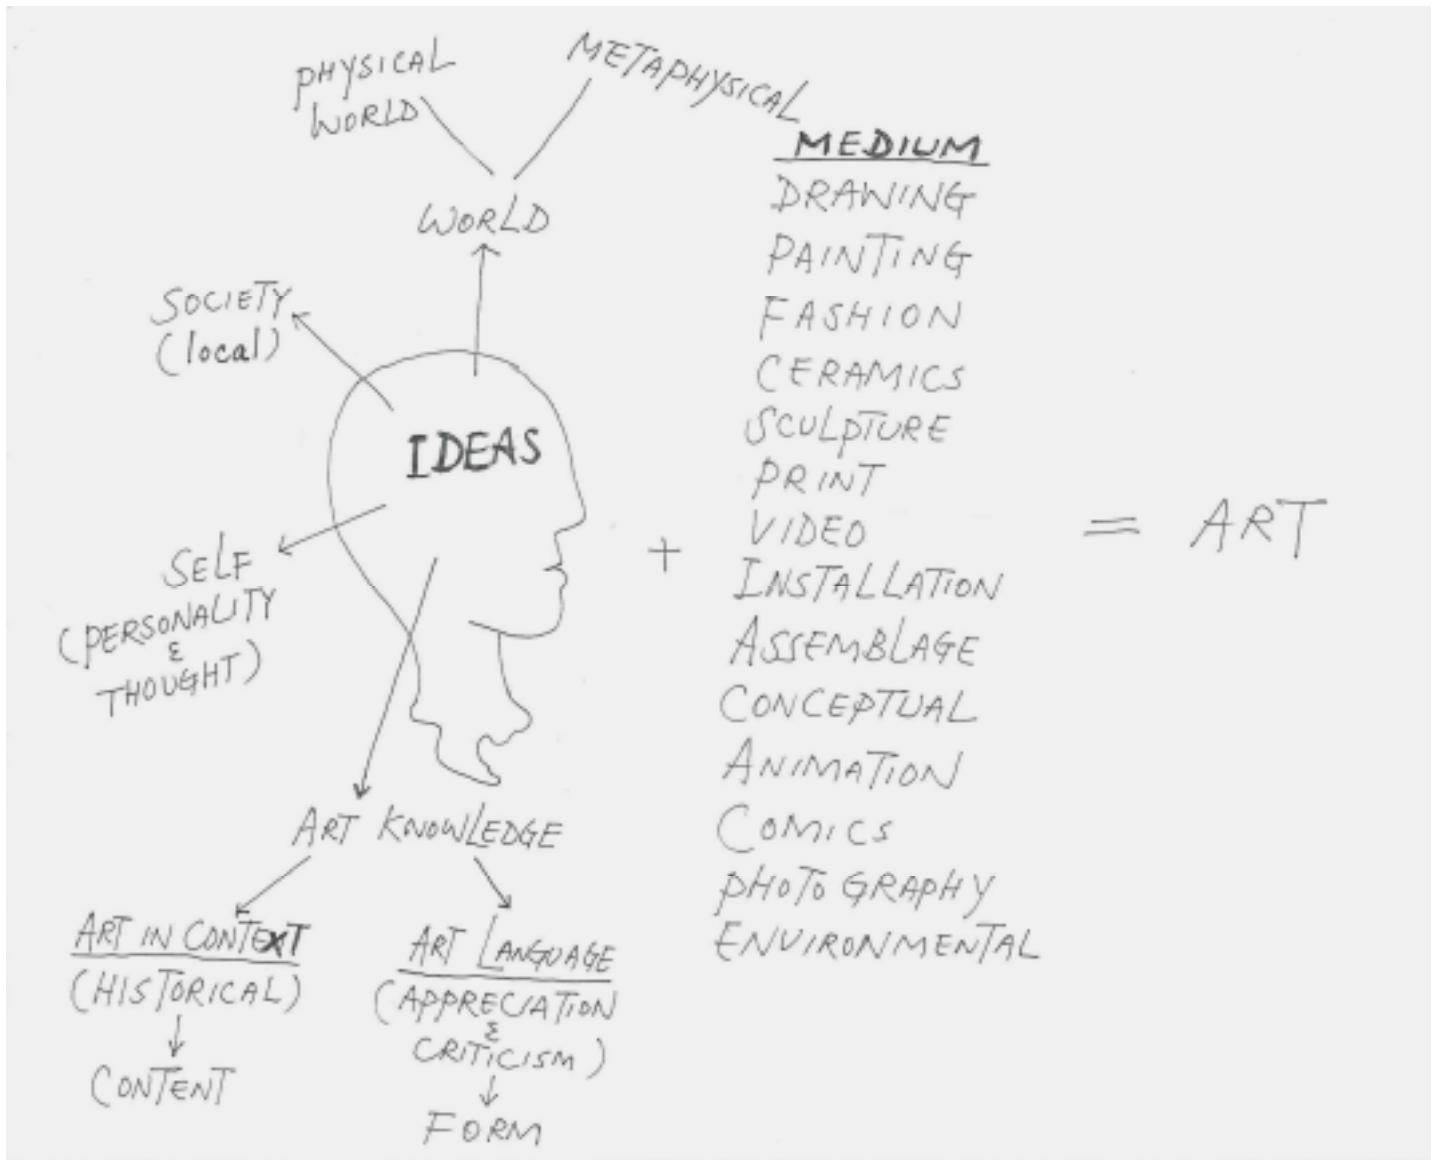 PHYSICAL
WORLD
METAPHYSICAL
WORLD
SOCIETY
(local)
IDEAS
SELF
(PERSONALITY
&
THOUGHT)
ART KNOWLEDGE
ART IN CONTEXT
(HISTORICAL)
CONTENT
ART LANGUAGE
(APPRECIATION
&
CRITICISM)
FORM
+
MEDIUM
DRAWING
PAINTING
FASHION
CERAMICS
SCULPTURE
PRINT
VIDEO
INSTALLATION
ASSEMBLAGE
CONCEPTUAL
ANIMATION
COMICS
PHOTOGRAPHY
ENVIRONMENTAL
= ART